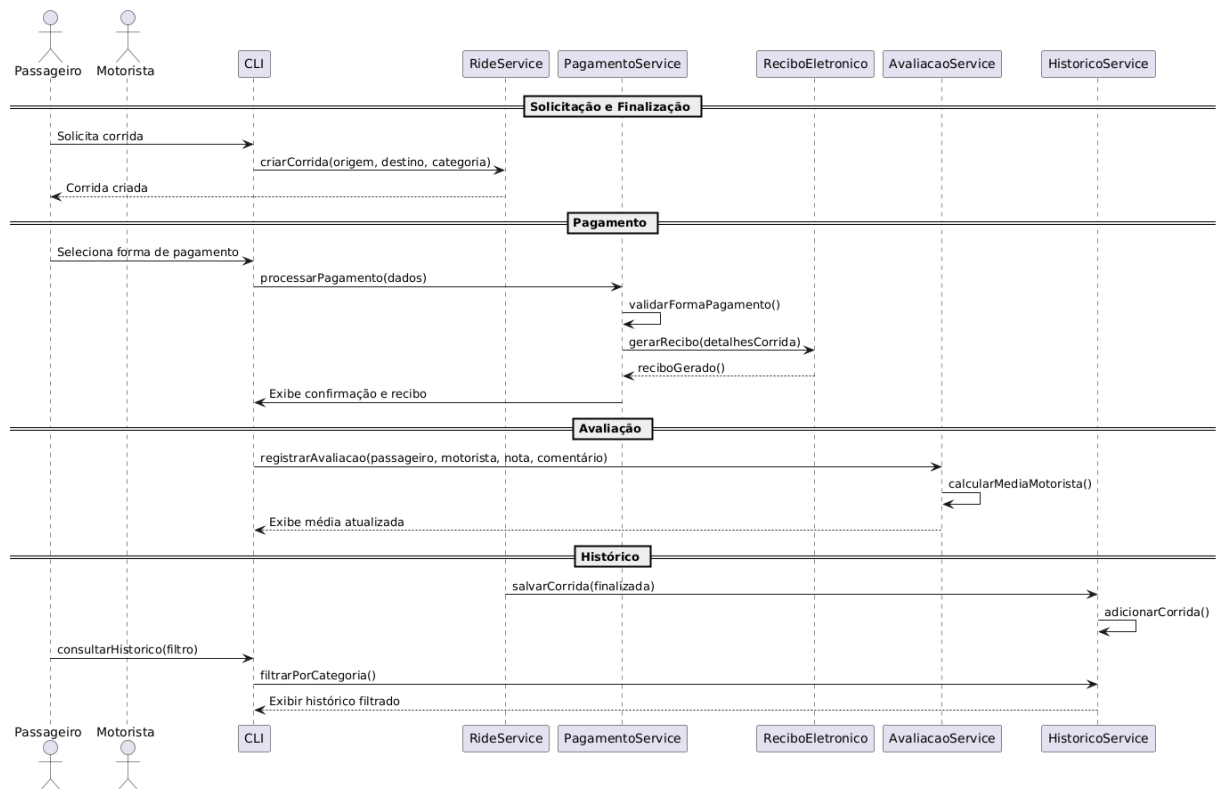 Passageiro Motorista
CLI RideService PagamentoService ReciboEletronico AvaliacaoService HistoricoService
Solicitação e Finalização
Solicita corrida
criarCorrida(origem, destino, categoria)
Corrida criada
Pagamento
Seleciona forma de pagamento
processarPagamento(dados)
validarFormaPagamento()
gerarRecibo(detalhesCorrida)
reciboGerado()
Exibe confirmação e recibo
Avaliação
registrarAvaliacao(passageiro, motorista, nota, comentário)
calcularMediaMotorista()
Exibe média atualizada
Histórico
salvarCorrida(finalizada)
adicionarCorrida()
consultarHistorico(filtro)
filtrarPorCategoria()
Exibir histórico filtrado
Passageiro Motorista
CLI RideService PagamentoService ReciboEletronico AvaliacaoService HistoricoService